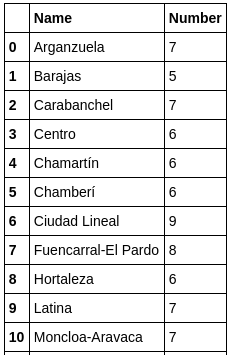 Name Number
0 Arganzuela 7
1 Barajas 5
2 Carabanchel 7
3 Centro 6
4 Chamartín 6
5 Chamberí 6
6 Ciudad Lineal 9
7 Fuencarral-El Pardo 8
8 Hortaleza 6
9 Latina 7
10 Moncloa-Aravaca 7